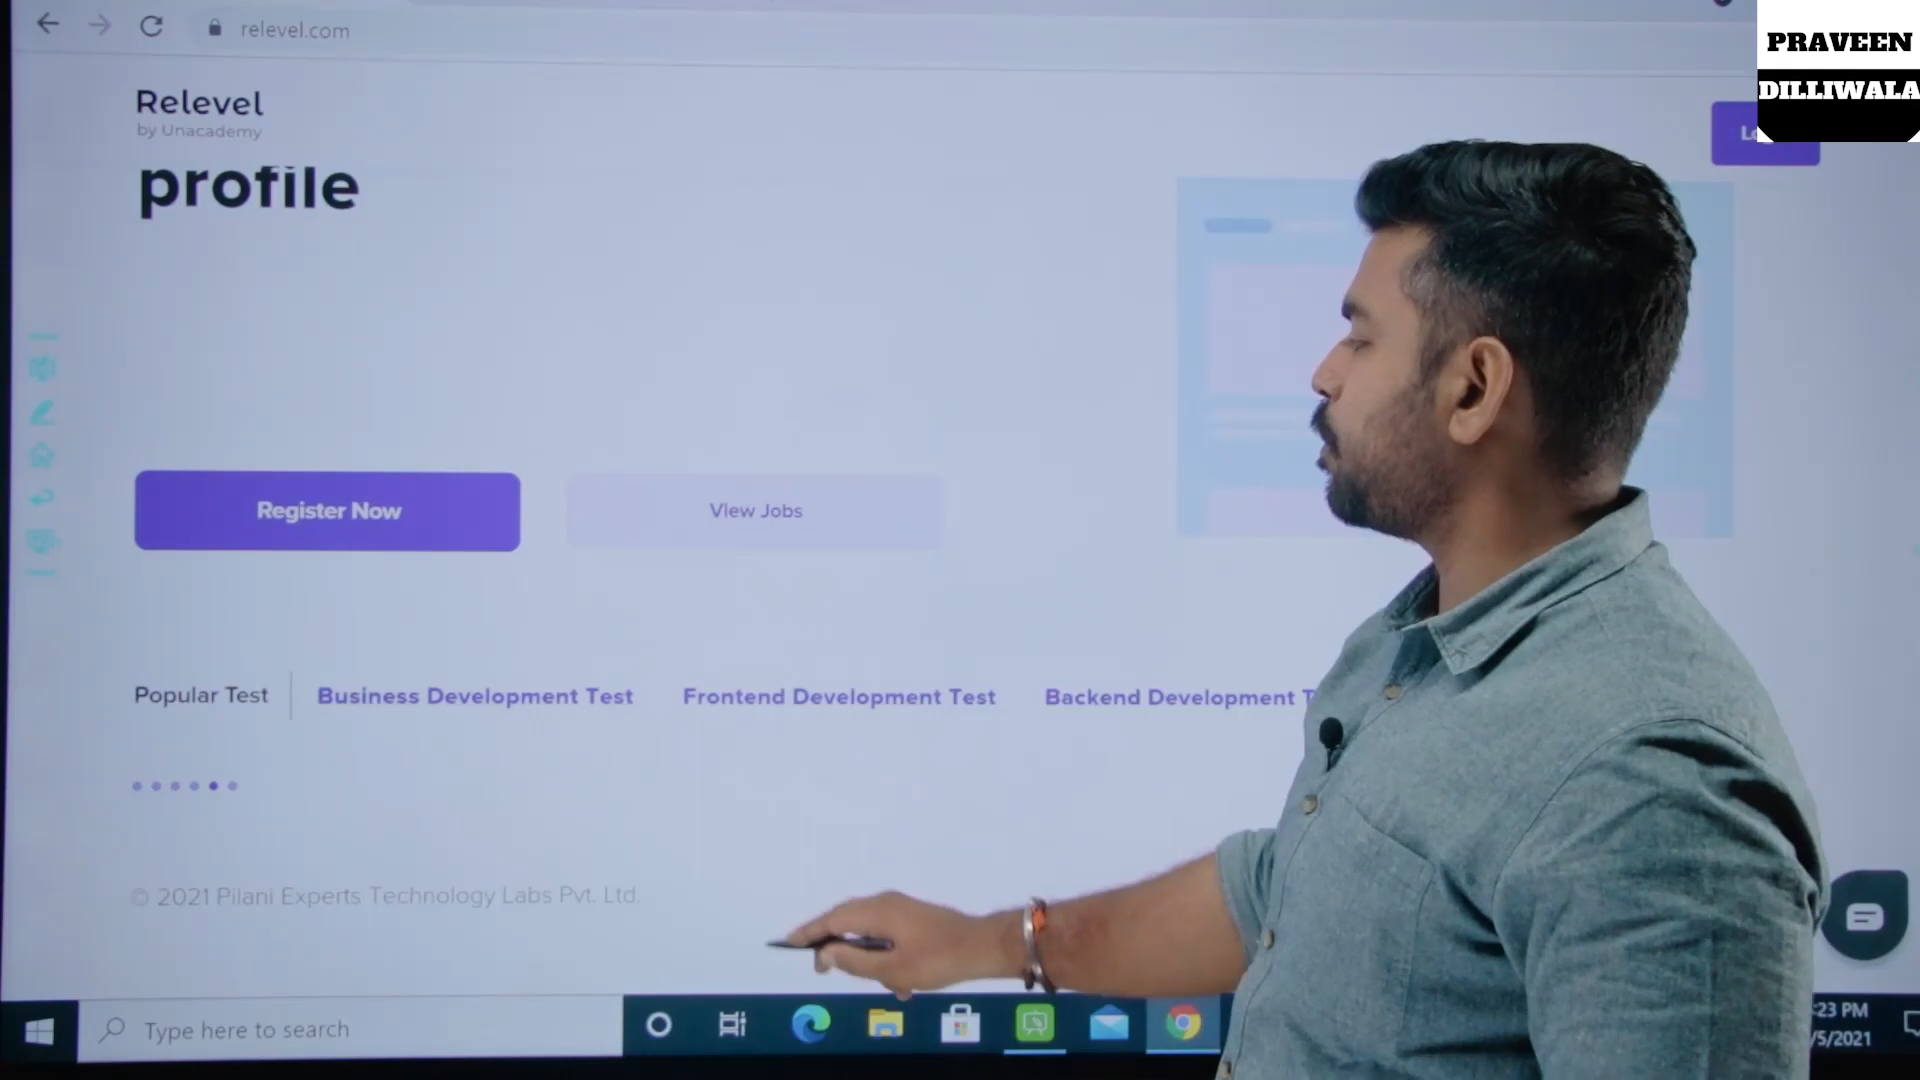 relevel.com
PRAVEEN
DILLIWALA
Relevel
by Unacademy
profile
Register Now
View Jobs
Popular Test
Business Development Test
Frontend Development Test
Backend Development
© 2021 Pilani Experts Technology Labs Pvt. Ltd.
Type here to search
:23 PM
/5/2021